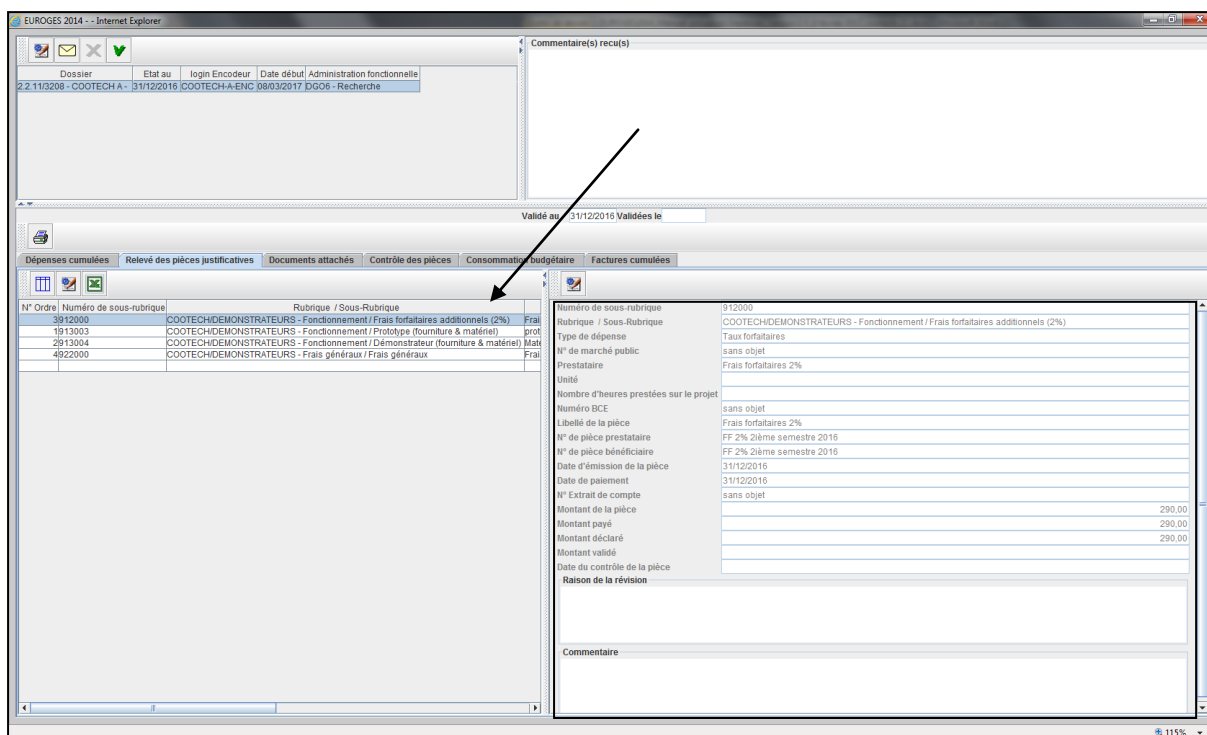 EUROGES 2014 - - Internet Explorer
Commentaire(s) recu(s)
Dossier Etat au login Encodeur Date début Administration fonctionnelle
2.2.11/3208 - COOTECH A - 31/12/2016 COOTECH-A-ENC 08/03/2017 DGO6 - Recherche
Validé au 31/12/2016 Validées le
Dépenses cumulées Relevé des pièces justificatives Documents attachés Contrôle des pièces Consommation budgétaire Factures cumulées
N° Ordre Numéro de sous-rubrique Rubrique / Sous-Rubrique
3 912000 COOTECH/DEMONSTRATEURS - Fonctionnement / Frais forfaitaires additionnels (2%) Frai
1 913003 COOTECH/DEMONSTRATEURS - Fonctionnement / Prototype (fourniture & matériel) prot
2 913004 COOTECH/DEMONSTRATEURS - Fonctionnement / Démonstrateur (fourniture & matériel) Maté
4 922000 COOTECH/DEMONSTRATEURS - Frais généraux / Frais généraux Frai
Numéro de sous-rubrique 912000
Rubrique / Sous-Rubrique COOTECH/DEMONSTRATEURS - Fonctionnement / Frais forfaitaires additionnels (2%)
Type de dépense Taux forfaitaires
N° de marché public sans objet
Prestataire Frais forfaitaires 2%
Unité
Nombre d'heures prestées sur le projet
Numéro BCE sans objet
Libellé de la pièce Frais forfaitaires 2%
N° de pièce prestataire FF 2% 2ième semestre 2016
N° de pièce bénéficiaire FF 2% 2ième semestre 2016
Date d'émission de la pièce 31/12/2016
Date de paiement 31/12/2016
N° Extrait de compte sans objet
Montant de la pièce 290,00
Montant payé 290,00
Montant déclaré 290,00
Montant validé
Date du contrôle de la pièce
Raison de la révision
Commentaire
115%